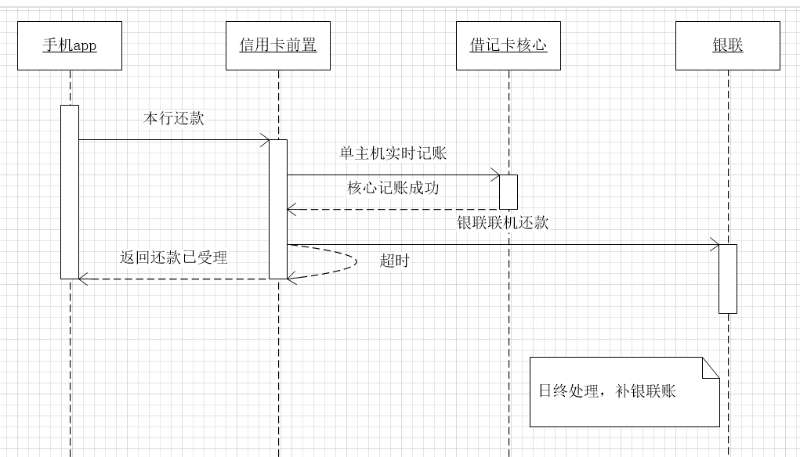 手机app
信用卡前置
借记卡核心
银联
本行还款
单主机实时记账
核心记账成功
银联联机还款
返回还款已受理
超时
日终处理，补银联账